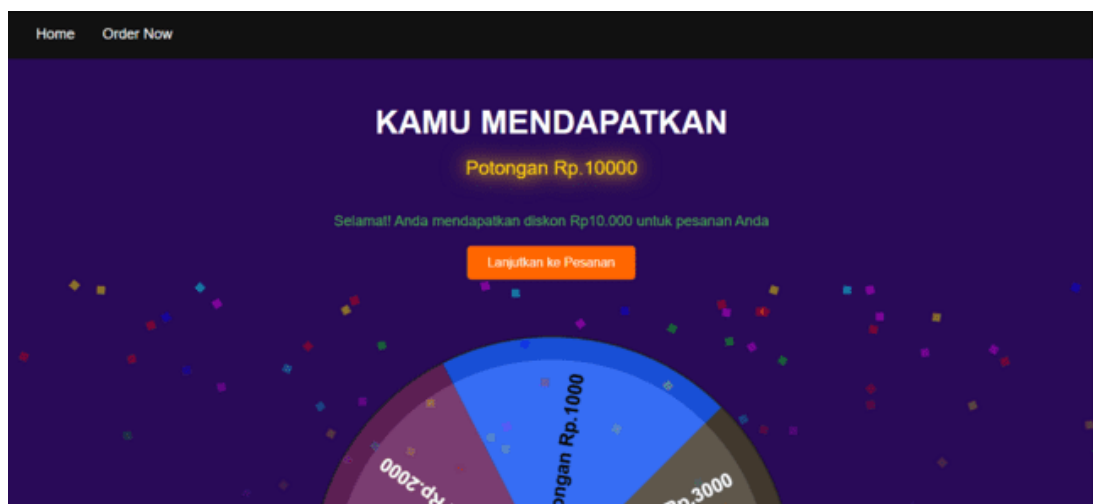 Home Order Now
KAMU MENDAPATKAN
Potongan Rp.10000
Selamat! Anda mendapatkan diskon Rp10.000 untuk pesanan Anda
Lanjutkan ke Pesanan
Rp.2000
ongan Rp.1000
Rp.3000